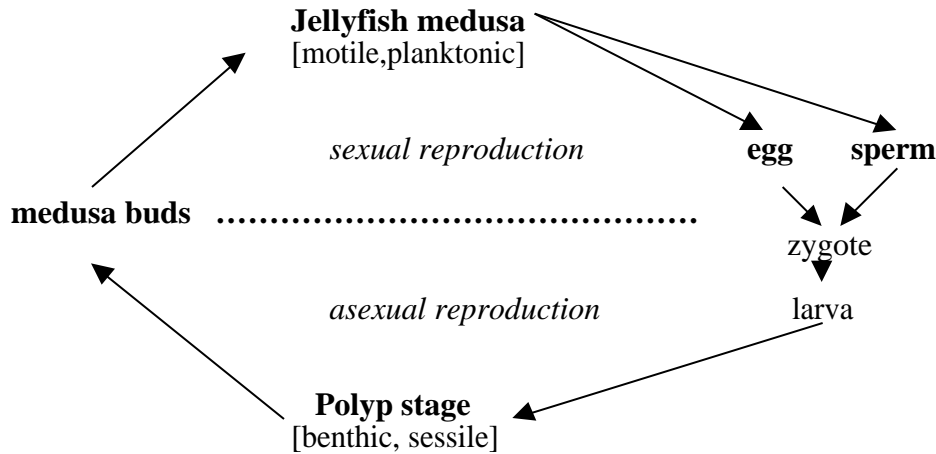 Jellyfish medusa
[motile,planktonic]
sexual reproduction
egg sperm
medusa buds ………………………………………
zygote
asexual reproduction
larva
Polyp stage
[benthic, sessile]